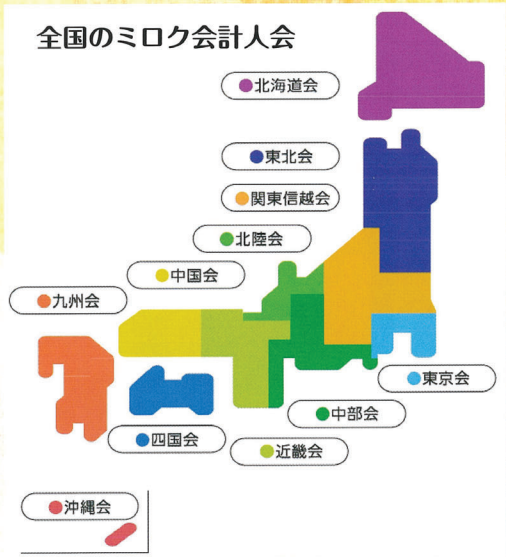 全国のミロク会計人会
●北海道会
●東北会
●関東信越会
●北陸会
●中国会
●九州会
●東京会
●中部会
●四国会
●近畿会
●沖縄会